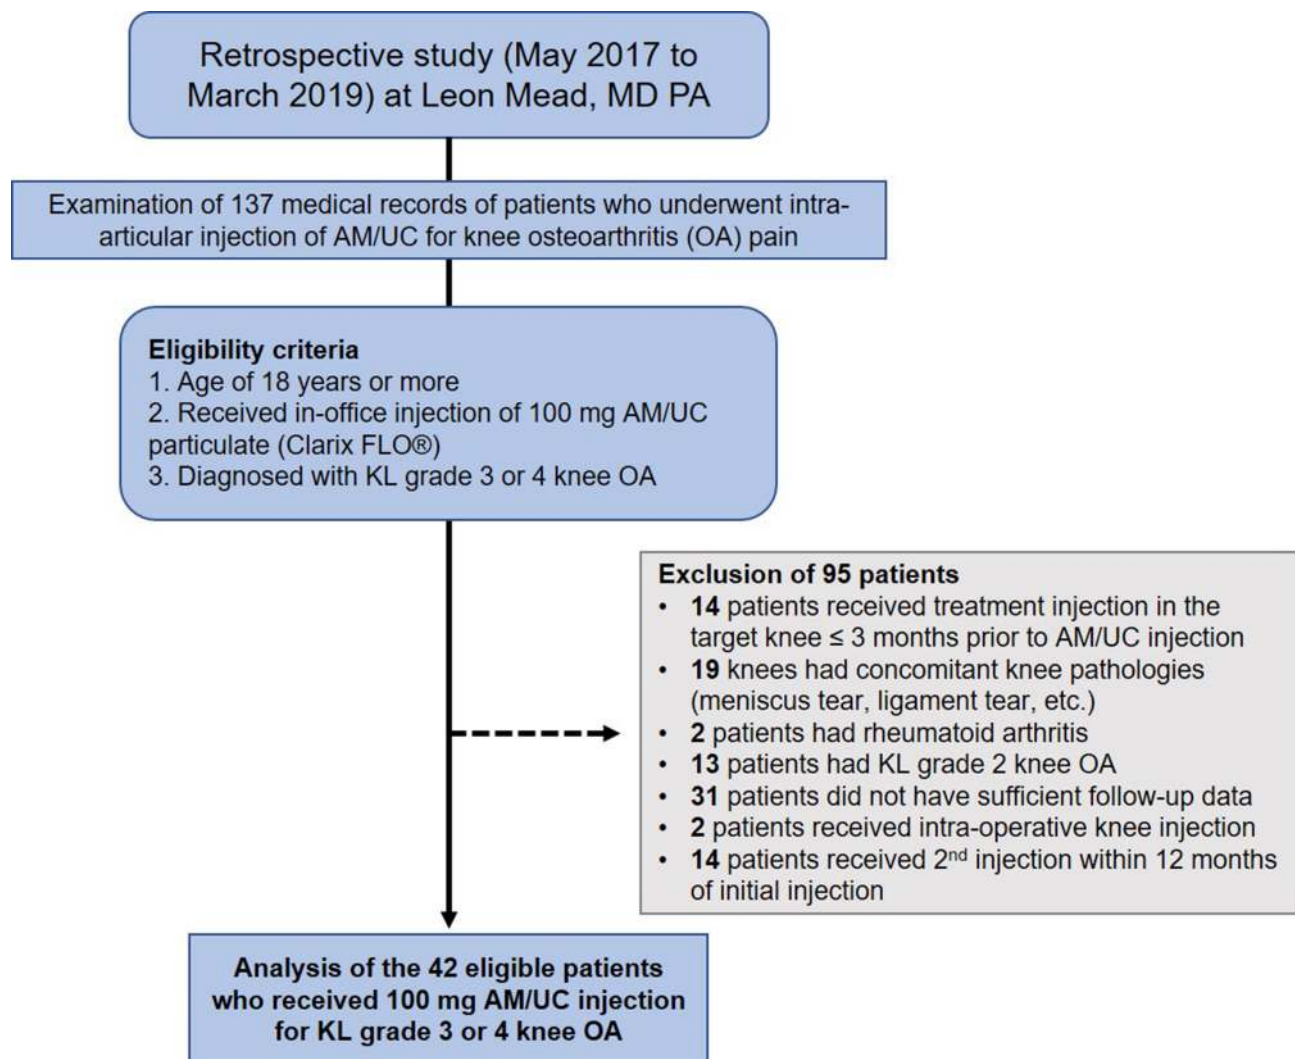 Retrospective study (May 2017 to
March 2019) at Leon Mead, MD PA
Examination of 137 medical records of patients who underwent intra-
articular injection of AM/UC for knee osteoarthritis (OA) pain
Eligibility criteria
1. Age of 18 years or more
2. Received in-office injection of 100 mg AM/UC
particulate (Clarix FLO®)
3. Diagnosed with KL grade 3 or 4 knee OA
Exclusion of 95 patients
• 14 patients received treatment injection in the
target knee ≤ 3 months prior to AM/UC injection
• 19 knees had concomitant knee pathologies
(meniscus tear, ligament tear, etc.)
• 2 patients had rheumatoid arthritis
• 13 patients had KL grade 2 knee OA
• 31 patients did not have sufficient follow-up data
• 2 patients received intra-operative knee injection
• 14 patients received 2nd injection within 12 months
of initial injection
Analysis of the 42 eligible patients
who received 100 mg AM/UC injection
for KL grade 3 or 4 knee OA